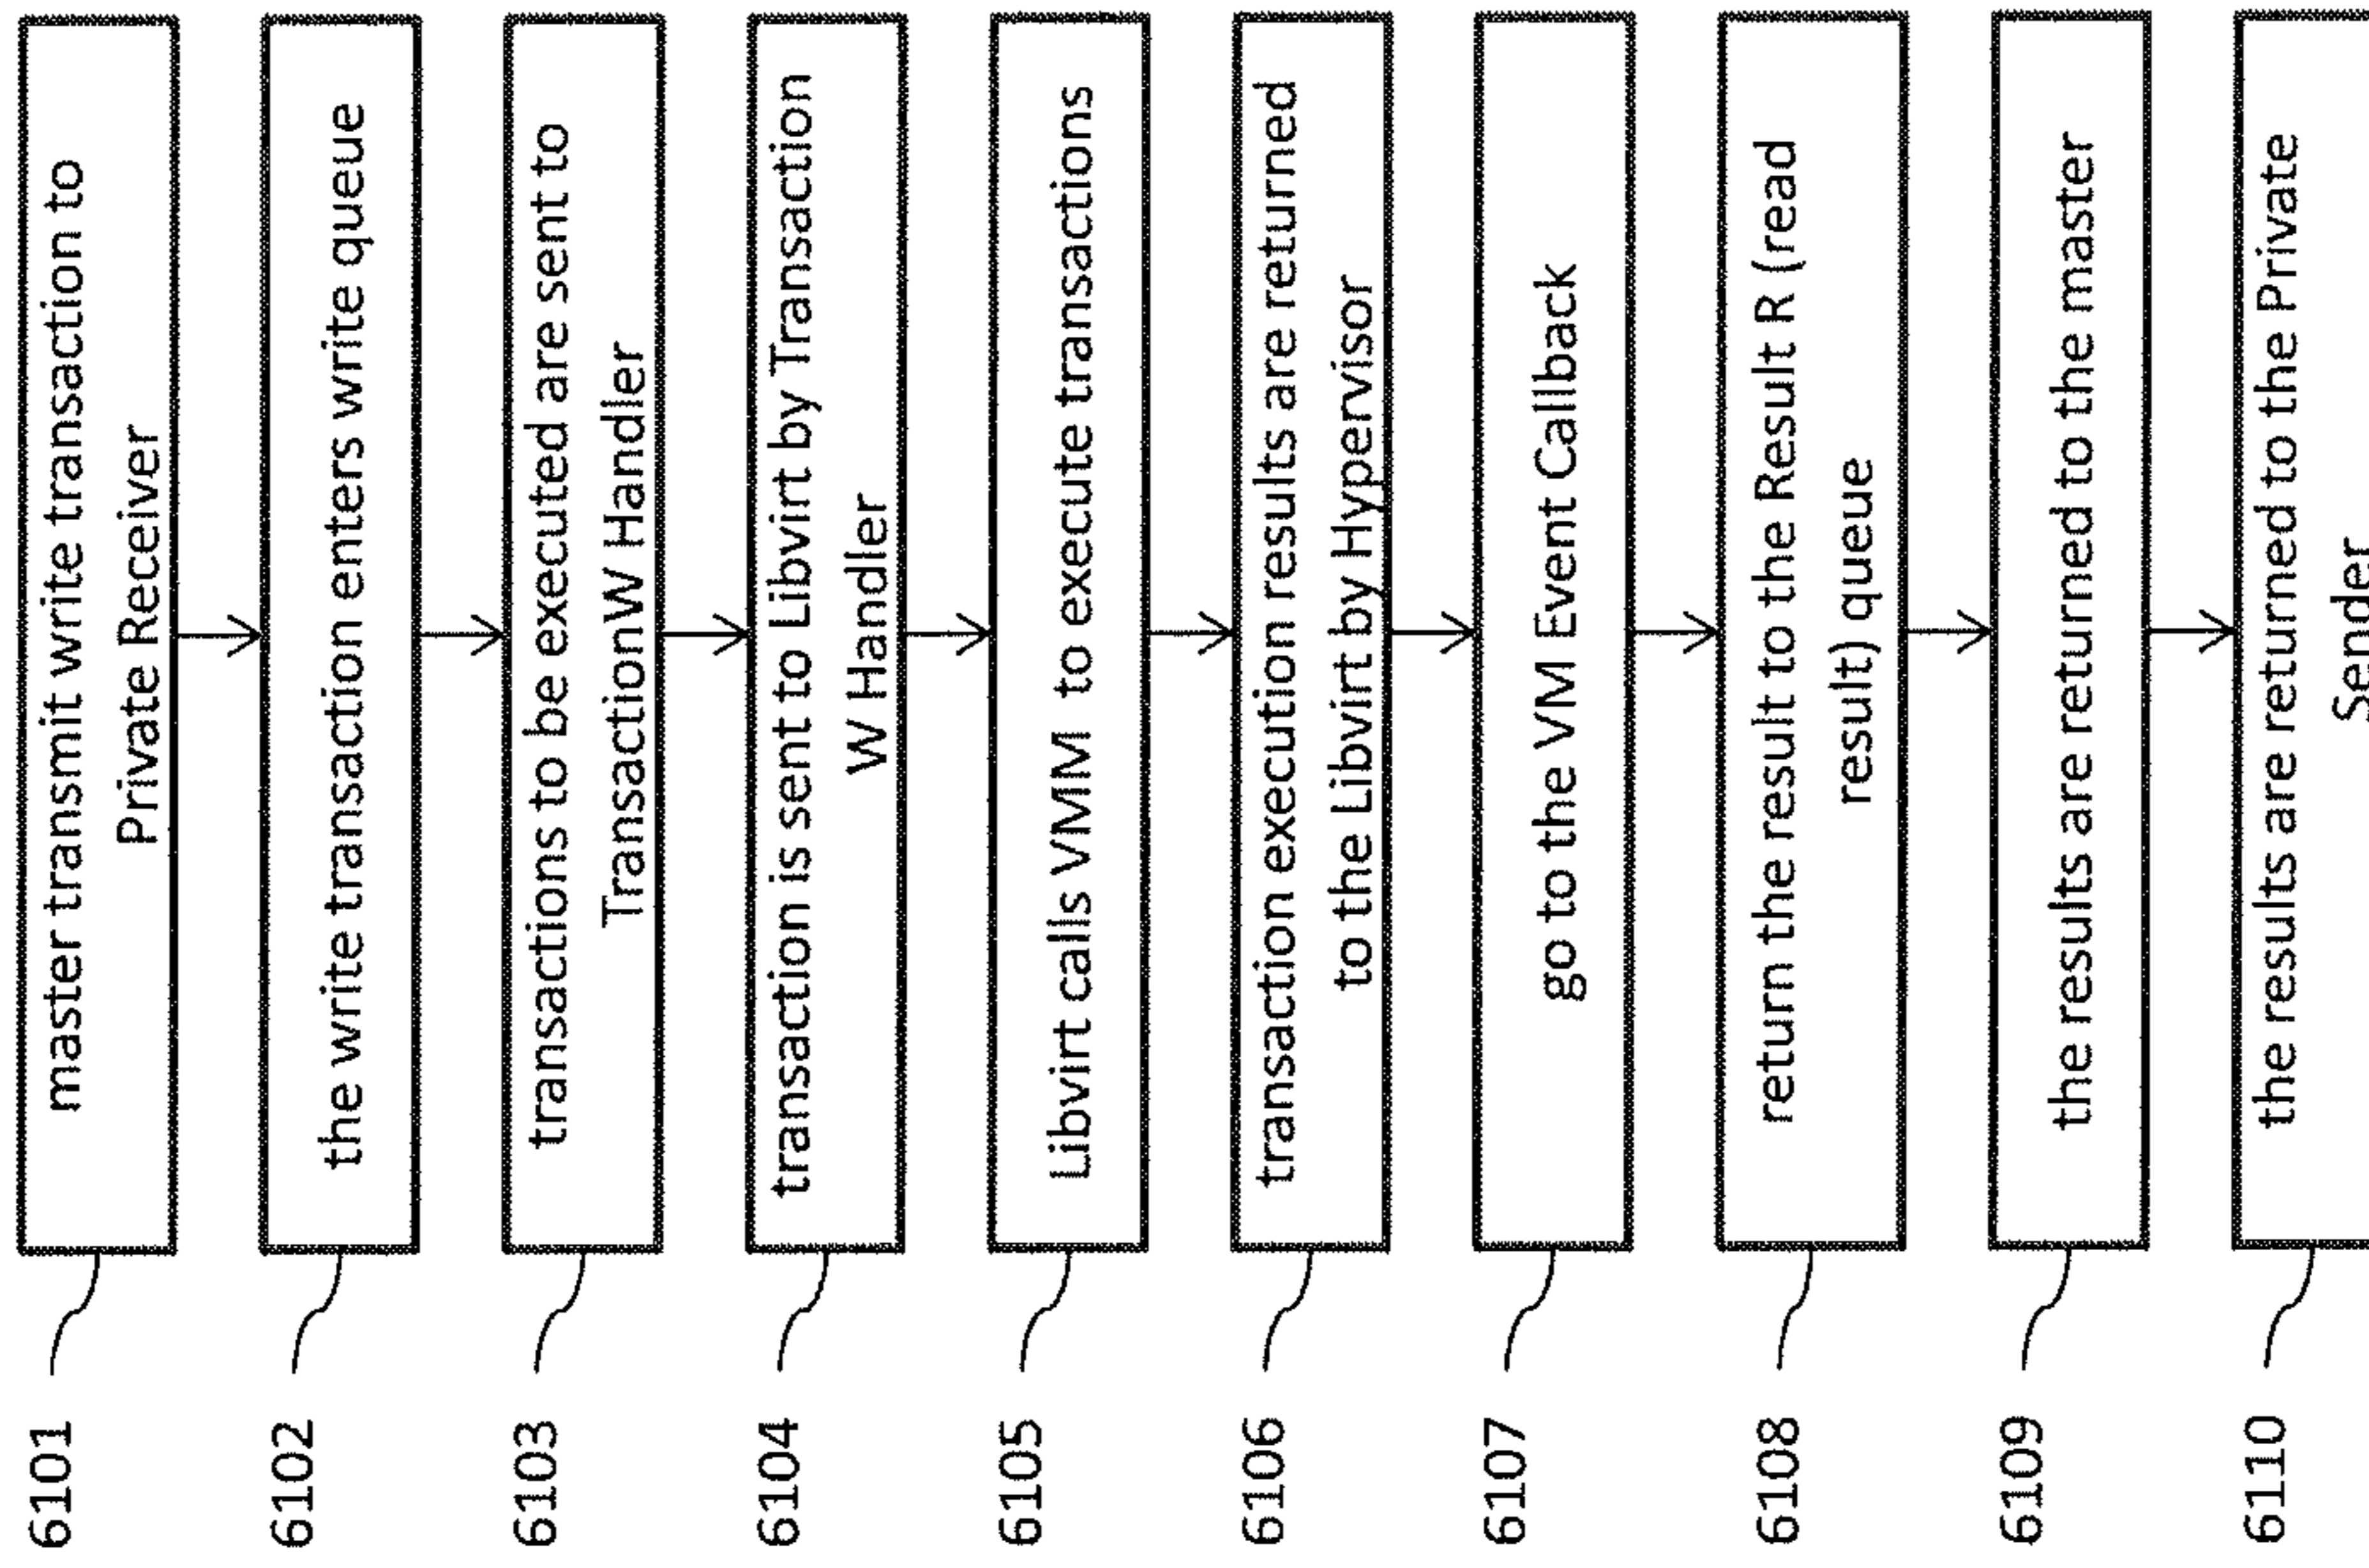 6101
master transmit write transaction to
Private Receiver
6102
the write transaction enters write queue
6103
transactions to be executed are sent to
TransactionW Handler
6104
transaction is sent to Libvirt by Transaction
W Handler
6105
Libvirt calls VMM to execute transactions
6106
transaction execution results are returned
to the Libvirt by Hypervisor
6107
go to the VM Event Callback
6108
return the result to the Result R (read
result) queue
6109
the results are returned to the master
6110
the results are returned to the Private
Sender